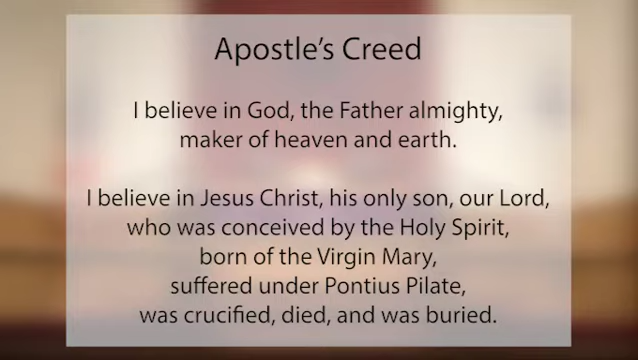 Apostle’s Creed
I believe in God, the Father almighty,
maker of heaven and earth.
I believe in Jesus Christ, his only son, our Lord,
who was conceived by the Holy Spirit,
born of the Virgin Mary,
suffered under Pontius Pilate,
was crucified, died, and was buried.